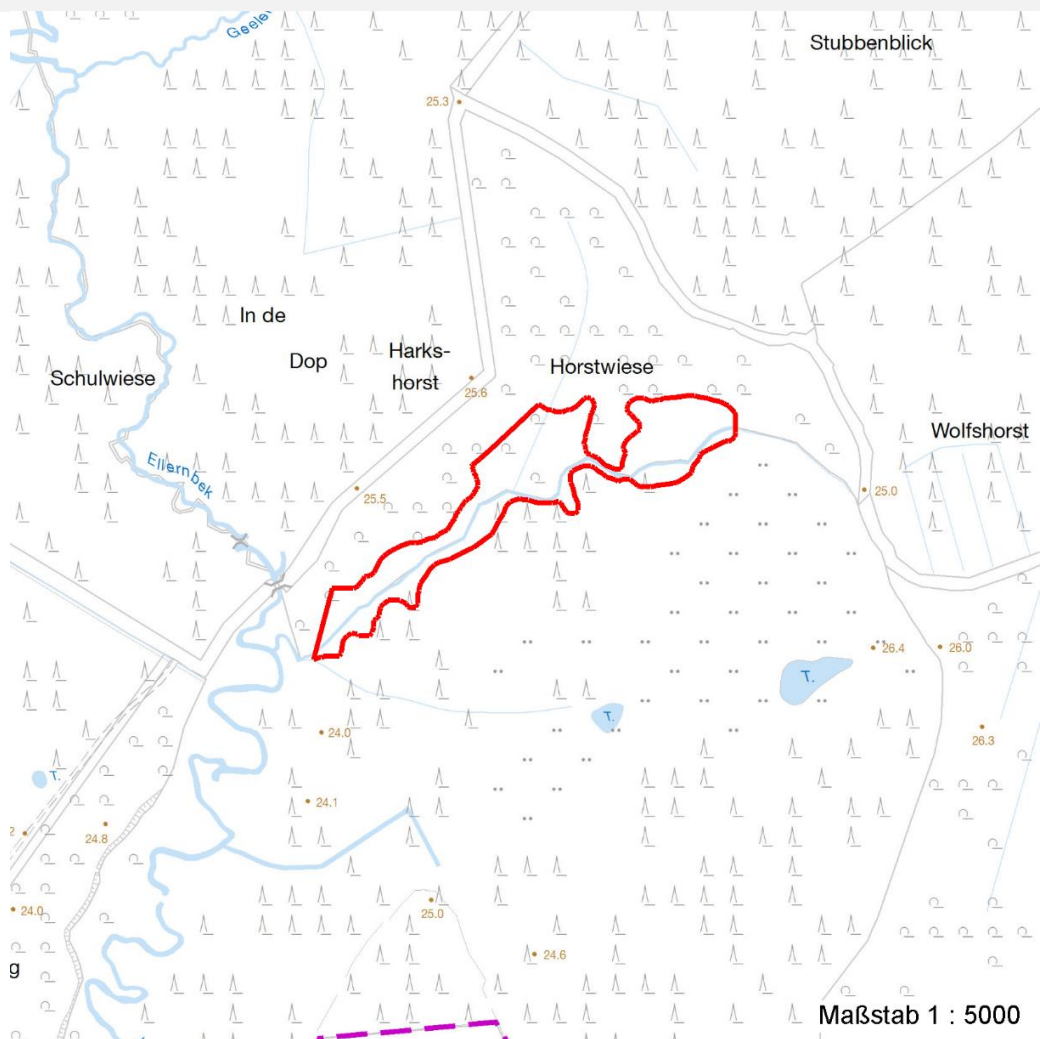 Stubbenblick
25.3
In de
Dop
Harks-
horst
Horstwiese
Schulwiese
25.6
Wolfshorst
Ellernbek
25.5
25.0
26.4
26.0
T.
T.
24.0
26.3
T.
24.1
24.8
2
24.0
25.0
24.6
g
Maßstab 1 : 5000